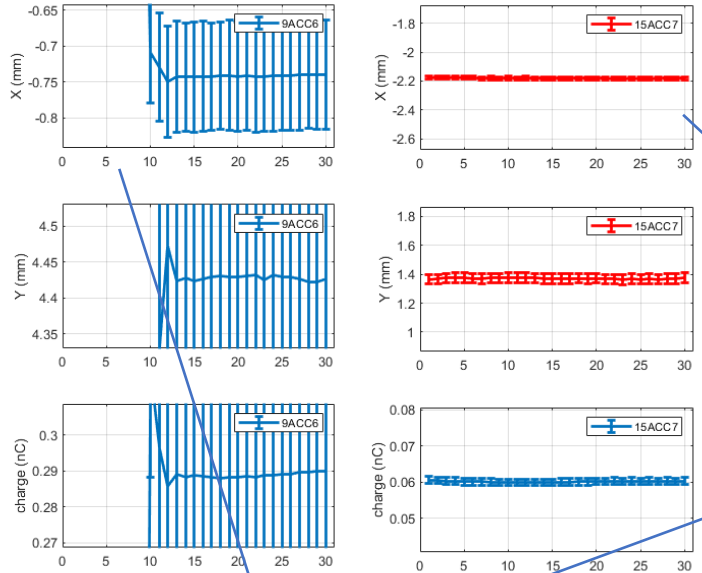 -0.65
-0.7
-0.75
-0.8
X (mm)
9ACC6
0 5 10 15 20 25 30
-1.8
-2
-2.2
-2.4
-2.6
X (mm)
15ACC7
0 5 10 15 20 25 30
4.5
4.45
4.4
4.35
Y (mm)
9ACC6
0 5 10 15 20 25 30
1.8
1.6
1.4
1.2
1
Y (mm)
15ACC7
0 5 10 15 20 25 30
0.3
0.29
0.28
0.27
charge (nC)
9ACC6
0 5 10 15 20 25 30
0.08
0.07
0.06
0.05
charge (nC)
15ACC7
0 5 10 15 20 25 30